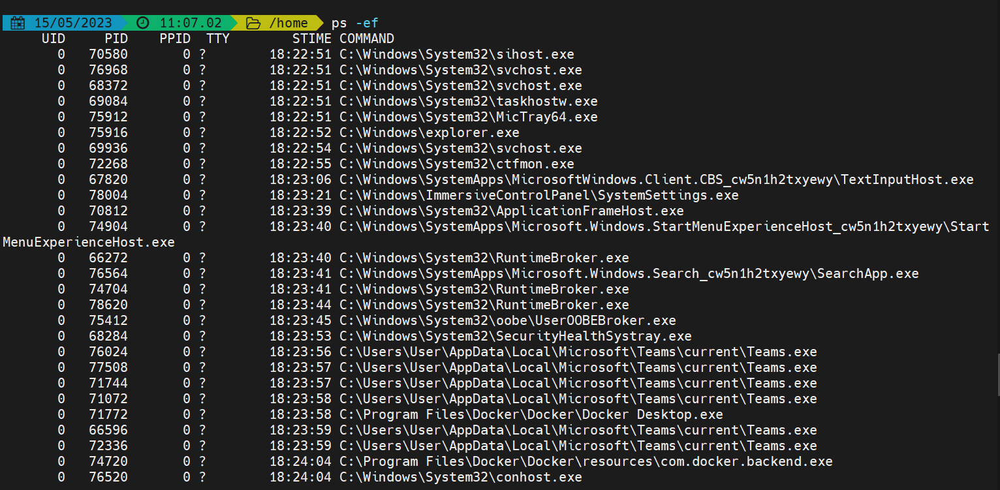 15/05/2023 11:07.02 /home ps -ef
UID PID PPID TTY STIME COMMAND
0 70580 0 ? 18:22:51 C:\Windows\System32\sihost.exe
0 76968 0 ? 18:22:51 C:\Windows\System32\svchost.exe
0 68372 0 ? 18:22:51 C:\Windows\System32\svchost.exe
0 69084 0 ? 18:22:51 C:\Windows\System32\taskhostw.exe
0 75912 0 ? 18:22:51 C:\Windows\System32\MicTray64.exe
0 75916 0 ? 18:22:52 C:\Windows\explorer.exe
0 69936 0 ? 18:22:54 C:\Windows\System32\svchost.exe
0 72268 0 ? 18:22:55 C:\Windows\System32\ctfmon.exe
0 67820 0 ? 18:23:06 C:\Windows\SystemApps\MicrosoftWindows.Client.CBS_cw5n1h2txyewy\TextInputHost.exe
0 78004 0 ? 18:23:21 C:\Windows\ImmersiveControlPanel\SystemSettings.exe
0 70812 0 ? 18:23:39 C:\Windows\System32\ApplicationFrameHost.exe
0 74904 0 ? 18:23:40 C:\Windows\SystemApps\Microsoft.Windows.StartMenuExperienceHost_cw5n1h2txyewy\Start
MenuExperienceHost.exe
0 66272 0 ? 18:23:40 C:\Windows\System32\RuntimeBroker.exe
0 76564 0 ? 18:23:41 C:\Windows\SystemApps\Microsoft.Windows.Search_cw5n1h2txyewy\SearchApp.exe
0 74704 0 ? 18:23:41 C:\Windows\System32\RuntimeBroker.exe
0 78620 0 ? 18:23:44 C:\Windows\System32\RuntimeBroker.exe
0 75412 0 ? 18:23:45 C:\Windows\System32\oobe\UserOOBEBroker.exe
0 68284 0 ? 18:23:53 C:\Windows\System32\SecurityHealthSystray.exe
0 76024 0 ? 18:23:56 C:\Users\User\AppData\Local\Microsoft\Teams\current\Teams.exe
0 77508 0 ? 18:23:57 C:\Users\User\AppData\Local\Microsoft\Teams\current\Teams.exe
0 71744 0 ? 18:23:57 C:\Users\User\AppData\Local\Microsoft\Teams\current\Teams.exe
0 71072 0 ? 18:23:58 C:\Users\User\AppData\Local\Microsoft\Teams\current\Teams.exe
0 71772 0 ? 18:23:58 C:\Program Files\Docker\Docker\Docker Desktop.exe
0 66596 0 ? 18:23:59 C:\Users\User\AppData\Local\Microsoft\Teams\current\Teams.exe
0 72336 0 ? 18:23:59 C:\Users\User\AppData\Local\Microsoft\Teams\current\Teams.exe
0 74720 0 ? 18:24:04 C:\Program Files\Docker\Docker\resources\com.docker.backend.exe
0 76520 0 ? 18:24:04 C:\Windows\System32\conhost.exe